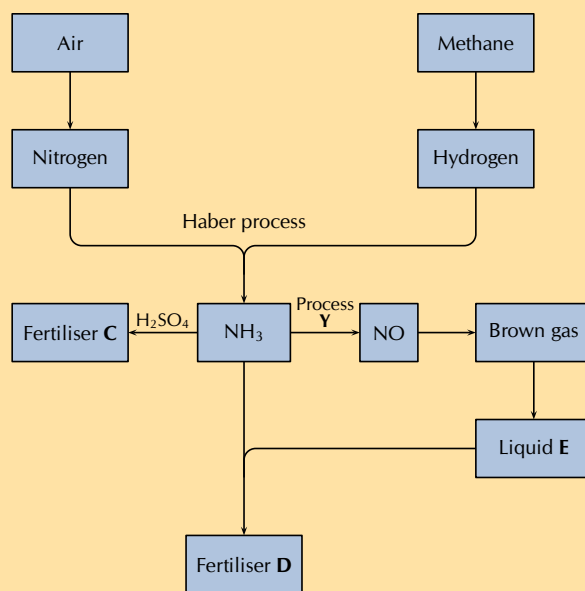 Air
Methane
Nitrogen
Hydrogen
Haber process
Fertiliser C
H₂SO₄
NH₃
Process
Y
NO
Brown gas
Liquid E
Fertiliser D